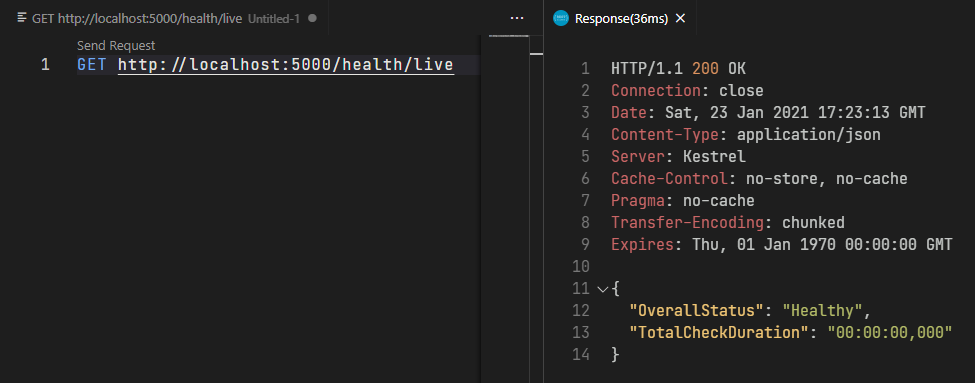 GET http://localhost:5000/health/live Untitled-1
Send Request
1 GET http://localhost:5000/health/live
Response(36ms)
1 HTTP/1.1 200 OK
2 Connection: close
3 Date: Sat, 23 Jan 2021 17:23:13 GMT
4 Content-Type: application/json
5 Server: Kestrel
6 Cache-Control: no-store, no-cache
7 Pragma: no-cache
8 Transfer-Encoding: chunked
9 Expires: Thu, 01 Jan 1970 00:00:00 GMT
10
11 {
12 "OverallStatus": "Healthy",
13 "TotalCheckDuration": "00:00:00,000"
14 }